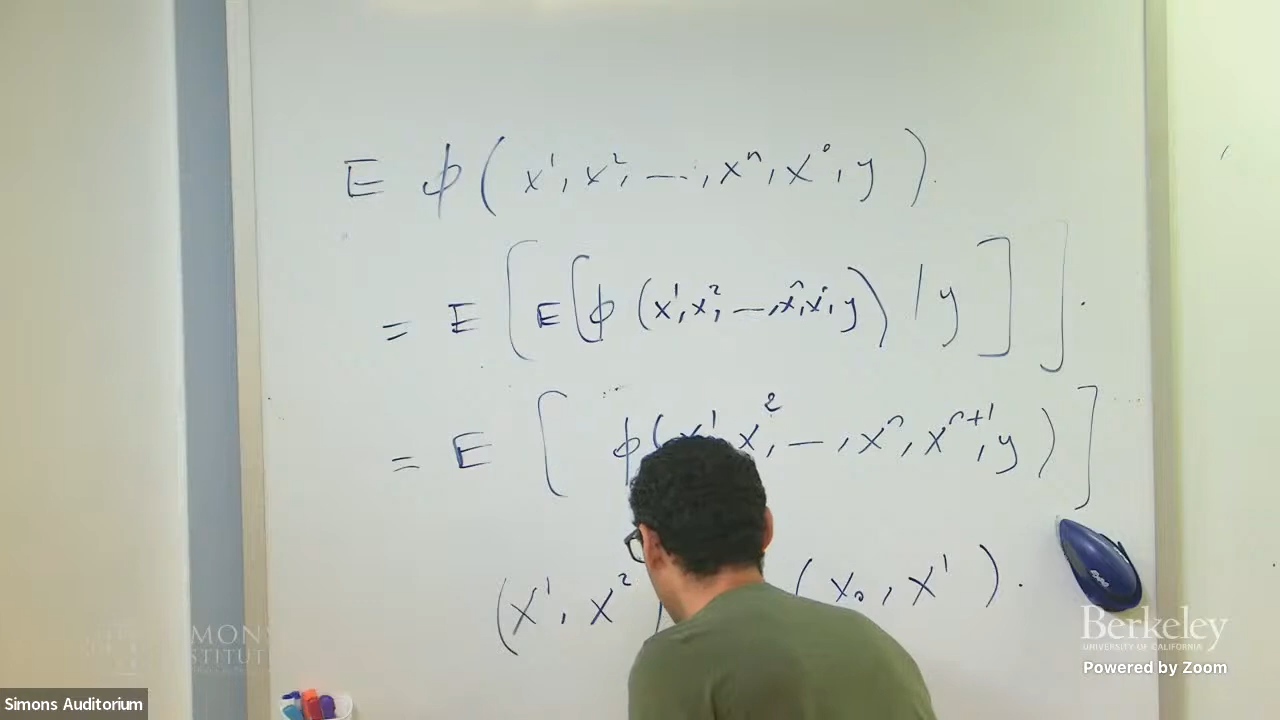 E φ(x¹, x², —, xⁿ, x⁰, y).
= E [E[φ(x¹, x², —, xⁿ, x⁰, y) | y]].
= E [φ(x¹, x², —, xⁿ, xⁿ⁺¹, y)]
(x¹, x²) (x₀, x¹).
Berkeley
UNIVERSITY OF CALIFORNIA
Powered by Zoom
Simons Auditorium